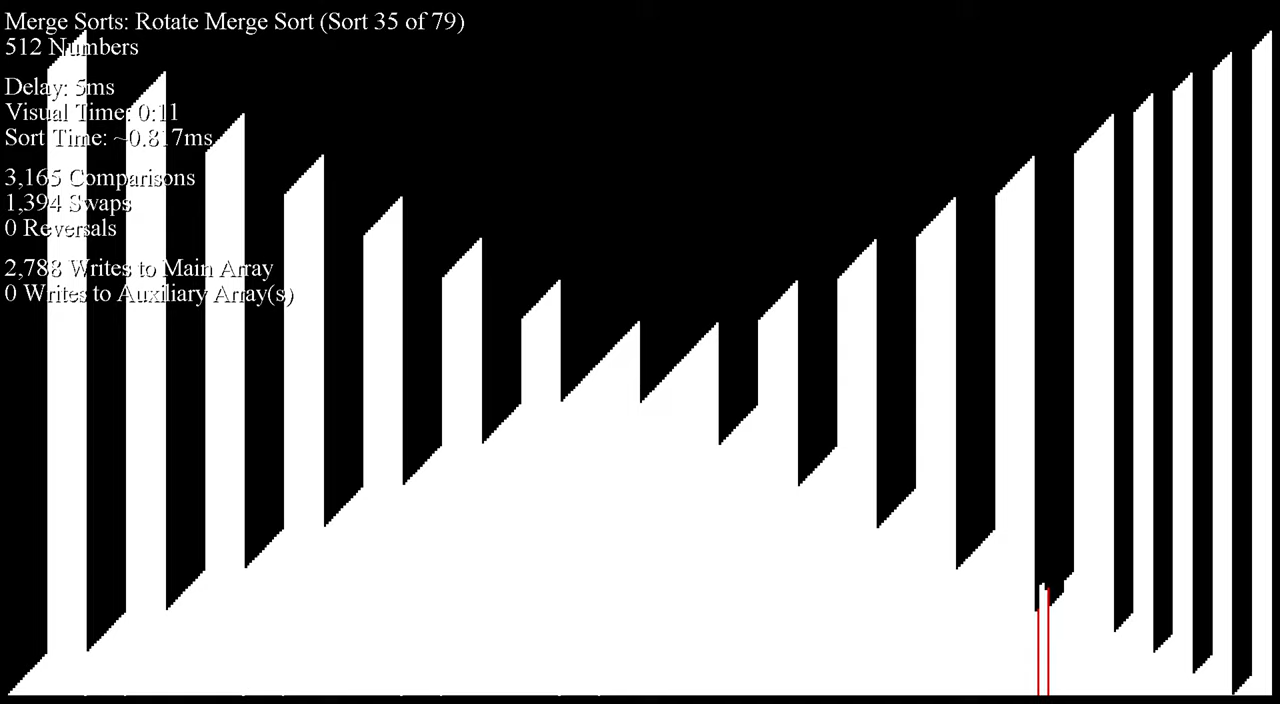 Merge Sorts: Rotate Merge Sort (Sort 35 of 79)
512 Numbers
Delay: 5ms
Visual Time: 0:11
Sort Time: ~0.817ms
3,165 Comparisons
1,394 Swaps
0 Reversals
2,788 Writes to Main Array
0 Writes to Auxiliary Array(s)